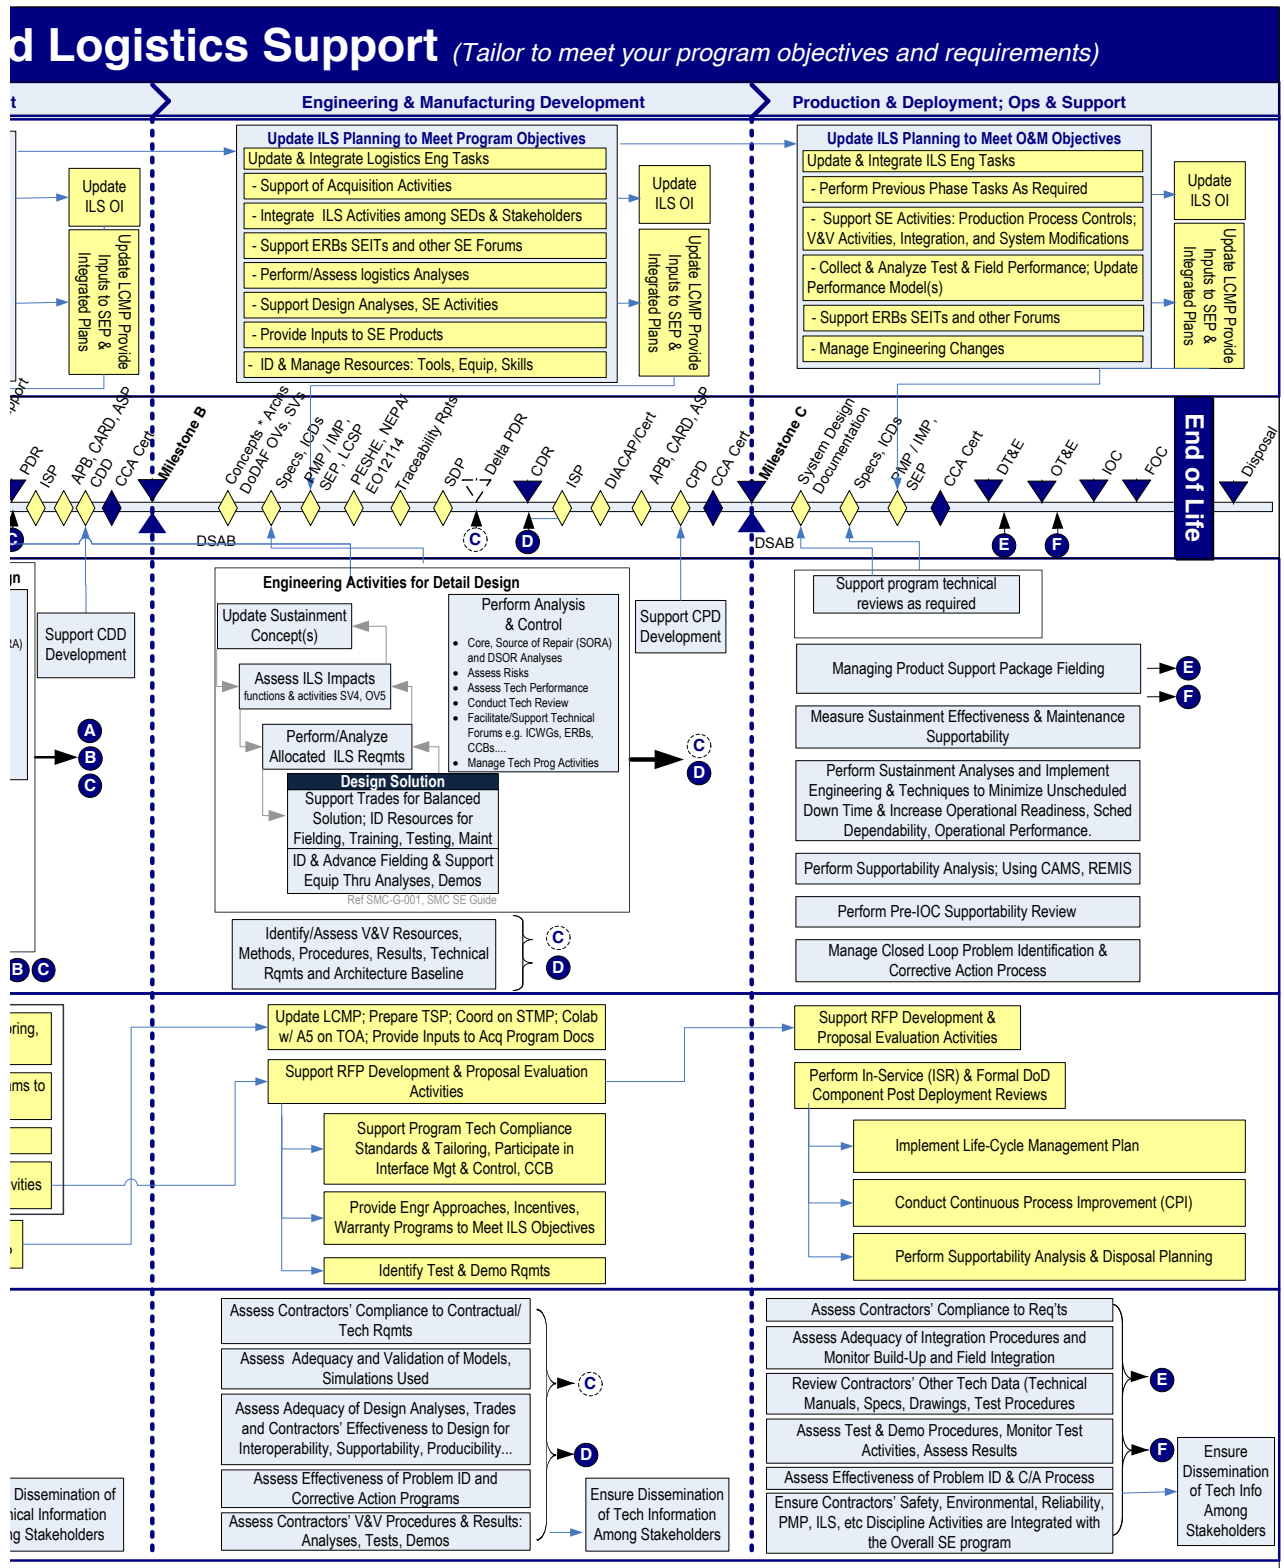 d Logistics Support (Tailor to meet your program objectives and requirements)
t
Engineering & Manufacturing Development
Production & Deployment; Ops & Support
Update ILS Planning to Meet Program Objectives
Update & Integrate Logistics Eng Tasks
- Support of Acquisition Activities
- Integrate ILS Activities among SEDs & Stakeholders
- Support ERBs SEITs and other SE Forums
- Perform/Assess logistics Analyses
- Support Design Analyses, SE Activities
- Provide Inputs to SE Products
- ID & Manage Resources: Tools, Equip, Skills
Update
ILS OI
Update LCMP Provide
Inputs to SEP &
Integrated Plans
Update
ILS OI
Update LCMP Provide
Inputs to SEP &
Integrated Plans
Update ILS Planning to Meet O&M Objectives
Update & Integrate ILS Eng Tasks
- Perform Previous Phase Tasks As Required
- Support SE Activities: Production Process Controls;
V&V Activities, Integration, and System Modifications
- Collect & Analyze Test & Field Performance; Update
Performance Model(s)
- Support ERBs SEITs and other Forums
- Manage Engineering Changes
Update
ILS OI
Update LCMP Provide
Inputs to SEP &
Integrated Plans
PDR
ISP
APB, CARD, ASP
CDD
CCA Cert
Milestone B
Concepts * Archs
DoDAF OVs, SVs
Specs, ICDs
PMP / IMP,
SEP, LCSP
PESHE, NEPA/
EO12114
Traceability Rpts
SDP
Delta PDR
CDR
ISP
DIACAP/Cert
APB, CARD, ASP
CPD
CCA Cert
Milestone C
System Design
Documentation
Specs, ICDs
PMP / IMP,
SEP
CCA Cert
DT&E
OT&E
IOC
FOC
End of Life
Disposal
C
DSAB
C
D
DSAB
E
F
gn
RA)
Support CDD
Development
A
B
C
B C
Engineering Activities for Detail Design
Update Sustainment
Concept(s)
Assess ILS Impacts
functions & activities SV4, OV5
Perform/Analyze
Allocated ILS Reqmts
Design Solution
Support Trades for Balanced
Solution; ID Resources for
Fielding, Training, Testing, Maint
ID & Advance Fielding & Support
Equip Thru Analyses, Demos
Ref SMC-G-001, SMC SE Guide
Perform Analysis
& Control
• Core, Source of Repair (SORA)
and DSOR Analyses
• Assess Risks
• Assess Tech Performance
• Conduct Tech Review
• Facilitate/Support Technical
Forums e.g. ICWGs, ERBs,
CCBs....
• Manage Tech Prog Activities
Support CPD
Development
C
D
Identify/Assess V&V Resources,
Methods, Procedures, Results, Technical
Rqmts and Architecture Baseline
C
D
Support program technical
reviews as required
Managing Product Support Package Fielding
E
F
Measure Sustainment Effectiveness & Maintenance
Supportability
Perform Sustainment Analyses and Implement
Engineering & Techniques to Minimize Unscheduled
Down Time & Increase Operational Readiness, Sched
Dependability, Operational Performance.
Perform Supportability Analysis; Using CAMS, REMIS
Perform Pre-IOC Supportability Review
Manage Closed Loop Problem Identification &
Corrective Action Process
oring,
ms to
vities
Update LCMP; Prepare TSP; Coord on STMP; Colab
w/ A5 on TOA; Provide Inputs to Acq Program Docs
Support RFP Development & Proposal Evaluation
Activities
Support Program Tech Compliance
Standards & Tailoring, Participate in
Interface Mgt & Control, CCB
Provide Engr Approaches, Incentives,
Warranty Programs to Meet ILS Objectives
Identify Test & Demo Rqmts
Support RFP Development &
Proposal Evaluation Activities
Perform In-Service (ISR) & Formal DoD
Component Post Deployment Reviews
Implement Life-Cycle Management Plan
Conduct Continuous Process Improvement (CPI)
Perform Supportability Analysis & Disposal Planning
Dissemination of
nical Information
ng Stakeholders
Assess Contractors' Compliance to Contractual/
Tech Rqmts
Assess Adequacy and Validation of Models,
Simulations Used
Assess Adequacy of Design Analyses, Trades
and Contractors' Effectiveness to Design for
Interoperability, Supportability, Producibility...
Assess Effectiveness of Problem ID and
Corrective Action Programs
Assess Contractors' V&V Procedures & Results:
Analyses, Tests, Demos
C
D
Ensure Dissemination
of Tech Information
Among Stakeholders
Assess Contractors' Compliance to Req'ts
Assess Adequacy of Integration Procedures and
Monitor Build-Up and Field Integration
Review Contractors' Other Tech Data (Technical
Manuals, Specs, Drawings, Test Procedures
Assess Test & Demo Procedures, Monitor Test
Activities, Assess Results
Assess Effectiveness of Problem ID & C/A Process
Ensure Contractors' Safety, Environmental, Reliability,
PMP, ILS, etc Discipline Activities are Integrated with
the Overall SE program
E
F
Ensure
Dissemination
of Tech Info
Among
Stakeholders